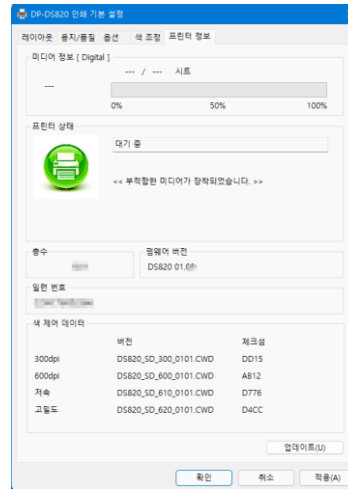 DP-DS820 인쇄 기본 설정
레이아웃 용지/품질 옵션 색 조정 프린터 정보
미디어 정보 [ Digital ]
--- / --- 시트
---
0% 50% 100%
프린터 상태
대기 중
<< 부적합한 미디어가 장착되었습니다. >>
총수 펌웨어 버전
DS820 01.
일련 번호
색 제어 데이터
버전 체크섬
300dpi DS820_SD_300_0101.CWD DD15
600dpi DS820_SD_600_0101.CWD AB12
저속 DS820_SD_610_0101.CWD D776
고밀도 DS820_SD_620_0101.CWD D4CC
업데이트(U)
확인 취소 적용(A)